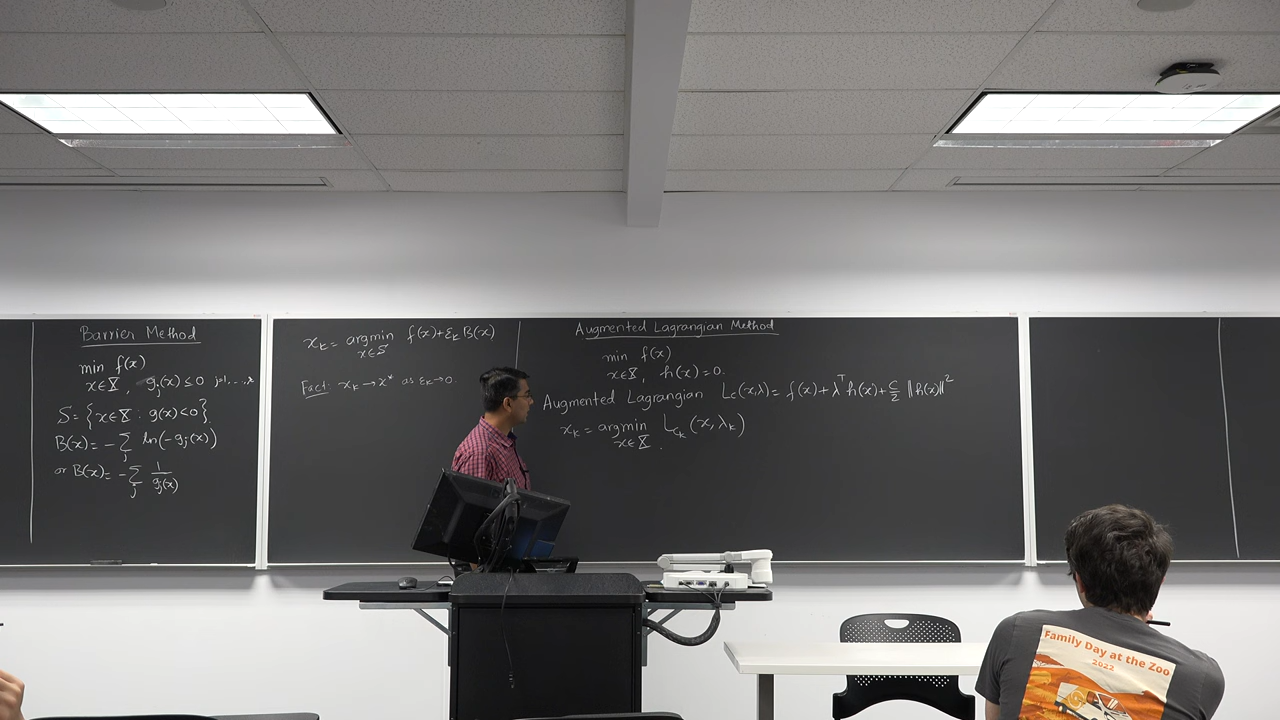 Barrier Method
min f(x)
x∈X, gj(x) ≤ 0 j=1,...,r
S = {x∈X : g(x)<0}
B(x) = -∑j ln(-gj(x))
or B(x) = -∑j 1/gj(x)
xk = argmin x∈S f(x)+εk B(x)
Fact: xk → x* as εk→0.
Augmented Lagrangian Method
min f(x)
x∈X, h(x)=0.
Augmented Lagrangian Lc(x,λ) = f(x) + λᵀh(x) + c/2 ||h(x)||²
xk = argmin x∈X Lck(x,λk)
Family Day at the Zoo
2022